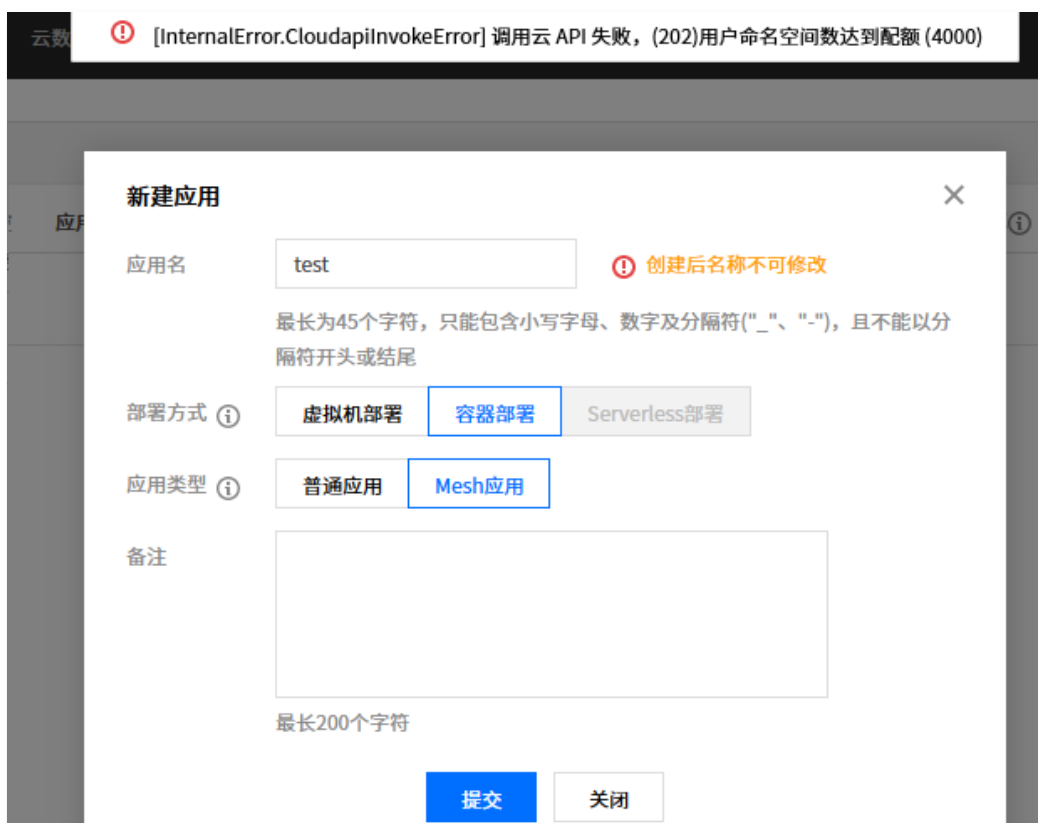 云数
[InternalError.CloudapiInvokeError] 调用云 API 失败，(202)用户命名空间数达到配额 (4000)
新建应用
应用
应用名
test
创建后名称不可修改
最长为45个字符，只能包含小写字母、数字及分隔符("_"、"-")，且不能以分
隔符开头或结尾
部署方式
虚拟机部署 容器部署 Serverless部署
应用类型
普通应用 Mesh应用
备注
最长200个字符
提交 关闭